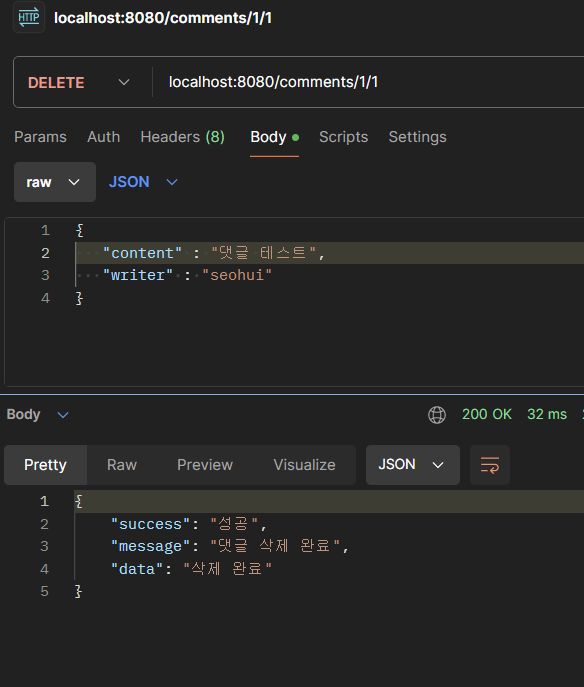 HTTP localhost:8080/comments/1/1
DELETE localhost:8080/comments/1/1
Params Auth Headers (8) Body Scripts Settings
raw JSON
1 {
2 "content" : "댓글 테스트",
3 "writer" : "seohui"
4 }
Body 200 OK 32 ms
Pretty Raw Preview Visualize JSON
1 {
2 "success": "성공",
3 "message": "댓글 삭제 완료",
4 "data": "삭제 완료"
5 }